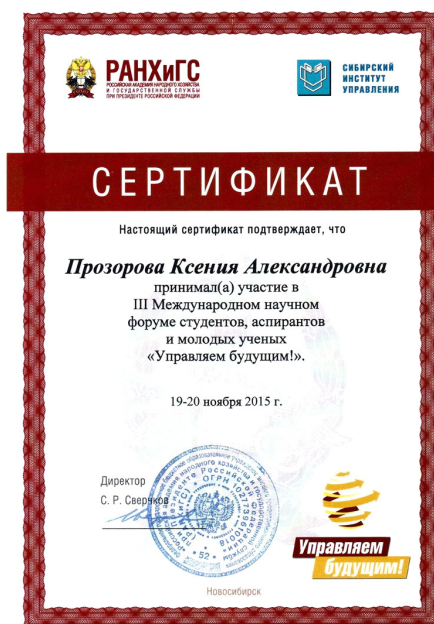 РАНХиГС
РОССИЙСКАЯ АКАДЕМИЯ НАРОДНОГО ХОЗЯЙСТВА
И ГОСУДАРСТВЕННОЙ СЛУЖБЫ
ПРИ ПРЕЗИДЕНТЕ РОССИЙСКОЙ ФЕДЕРАЦИИ
СИБИРСКИЙ
ИНСТИТУТ
УПРАВЛЕНИЯ
СЕРТИФИКАТ
Настоящий сертификат подтверждает, что
Прозорова Ксения Александровна
принимал(а) участие в
III Международном научном
форуме студентов, аспирантов
и молодых ученых
«Управляем будущим!».
19-20 ноября 2015 г.
Директор
С. Р. Сверчков
Управляем
будущим!
Новосибирск